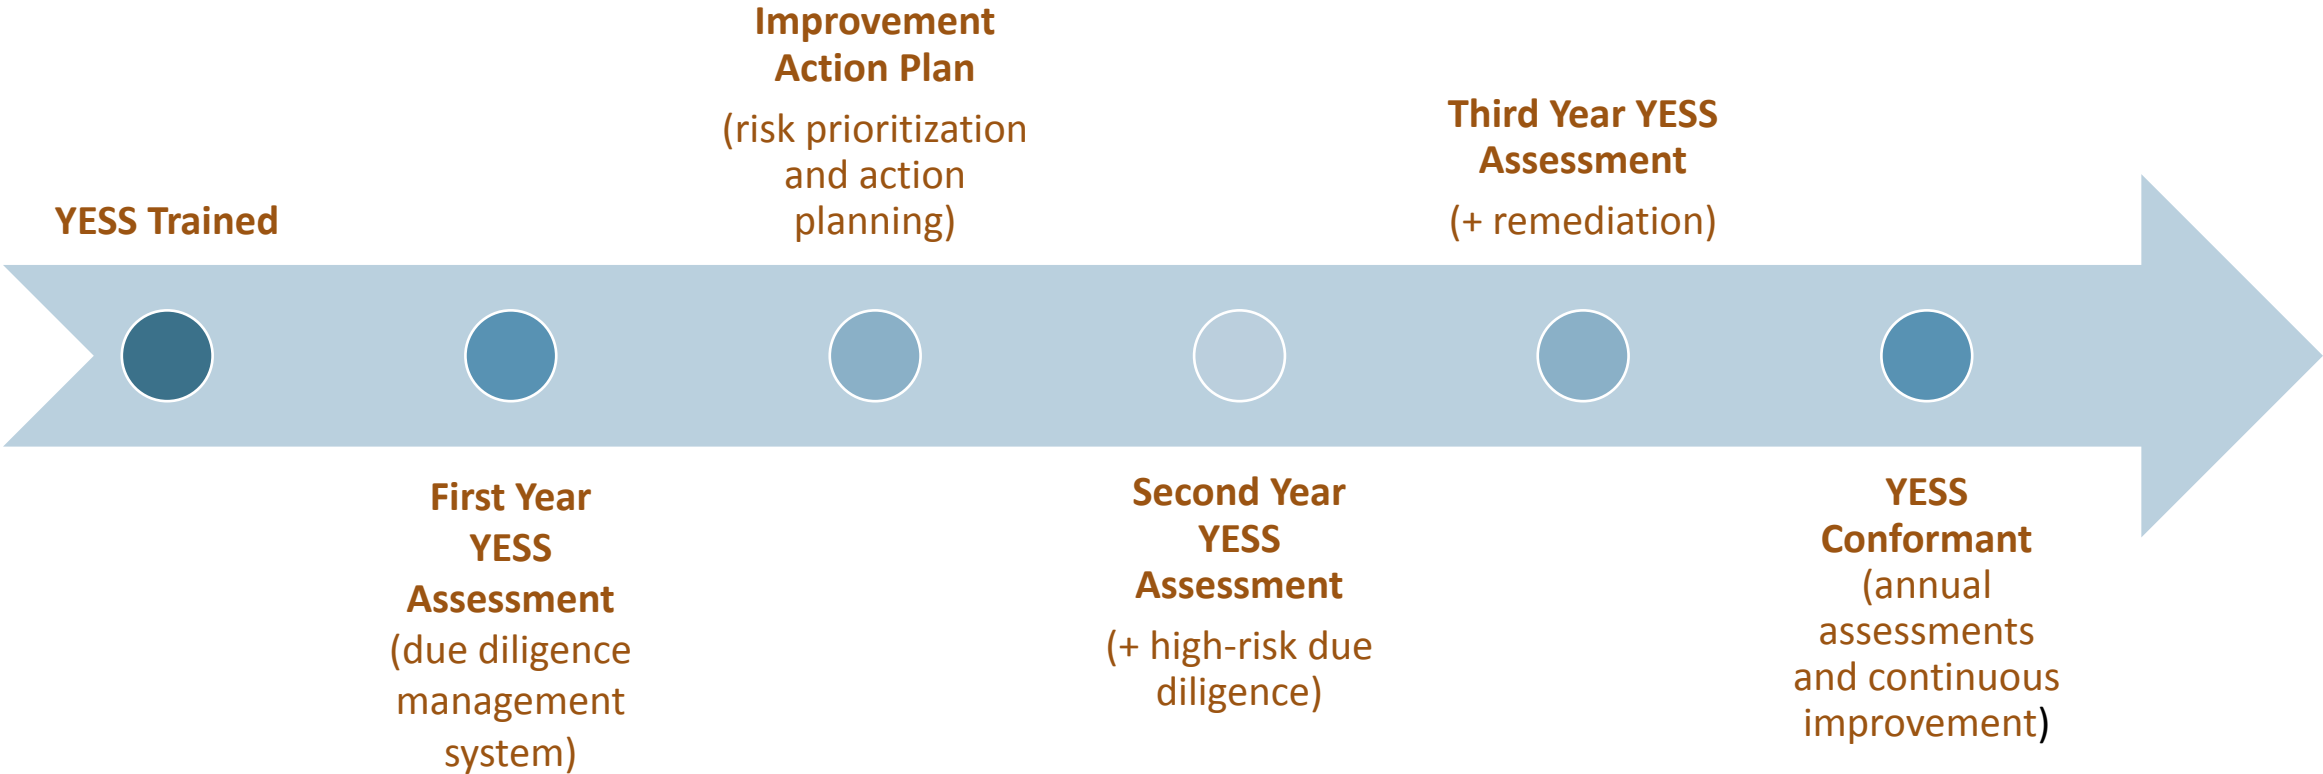 YESS Trained
First Year
YESS
Assessment
(due diligence
management
system)
Improvement
Action Plan
(risk prioritization
and action
planning)
Second Year
YESS
Assessment
(+ high-risk due
diligence)
Third Year YESS
Assessment
(+ remediation)
YESS
Conformant
(annual
assessments
and continuous
improvement)